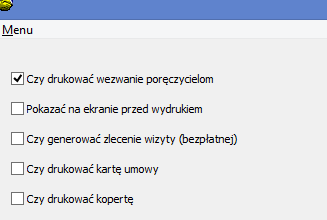 Menu
Czy drukować wezwanie poręczycielom
Pokazać na ekranie przed wydrukiem
Czy generować zlecenie wizyty (bezpłatnej)
Czy drukować kartę umowy
Czy drukować kopertę